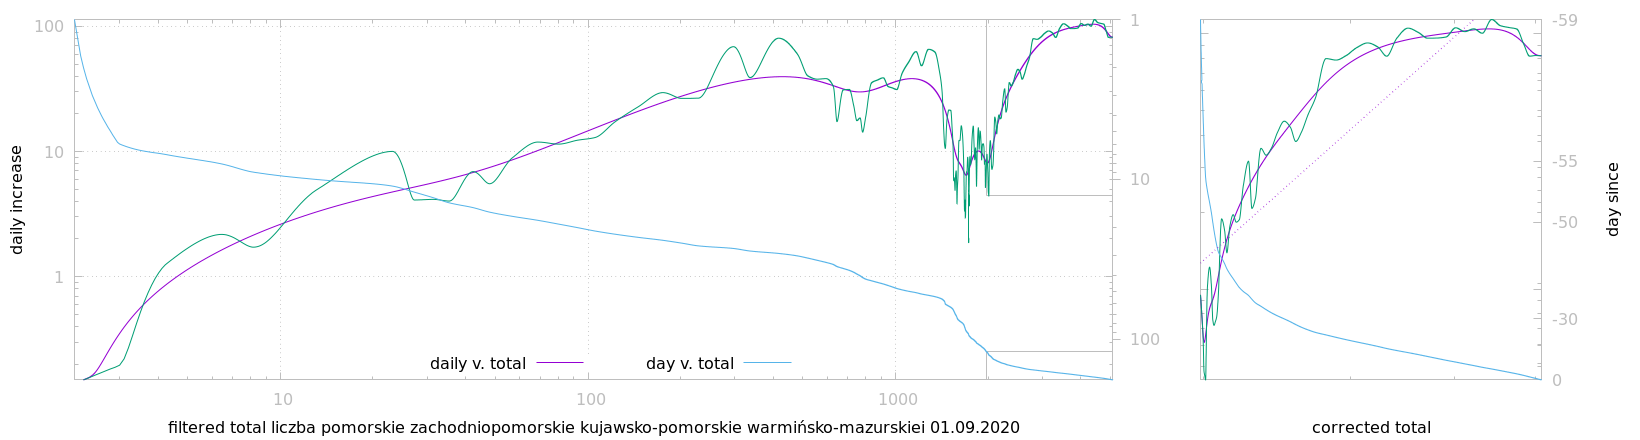 100
10
1
daily increase
daily v. total
day v. total
10
100
1000
1
10
100
filtered total liczba pomorskie zachodniopomorskie kujawsko-pomorskie warmińsko-mazurskiei 01.09.2020
-59
-55
-50
-30
0
day since
corrected total